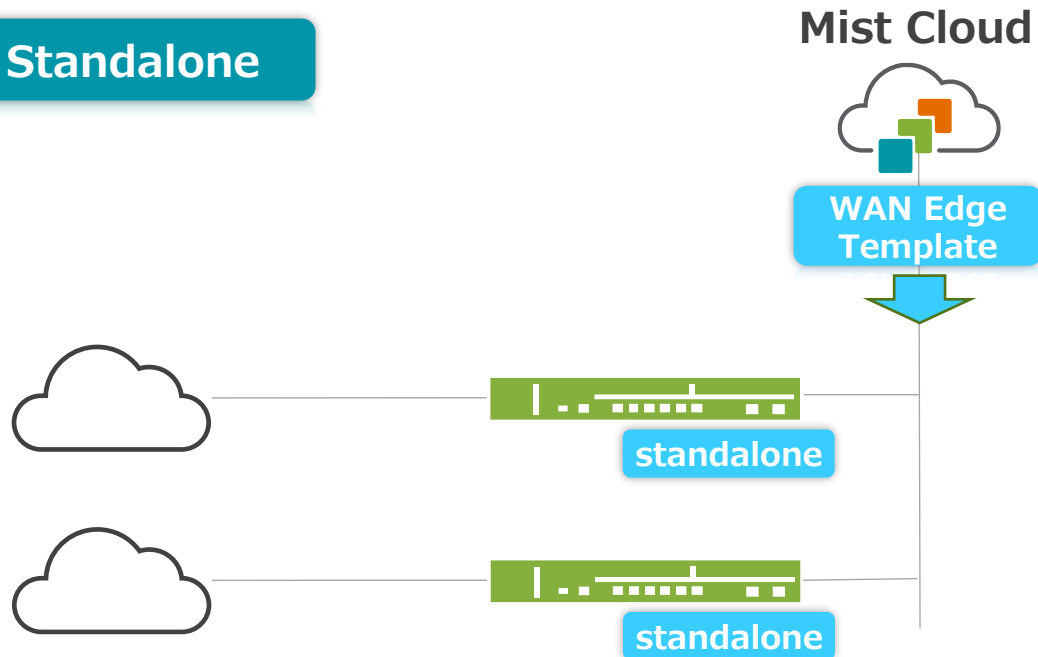 Standalone
Mist Cloud
WAN Edge
Template
standalone
standalone